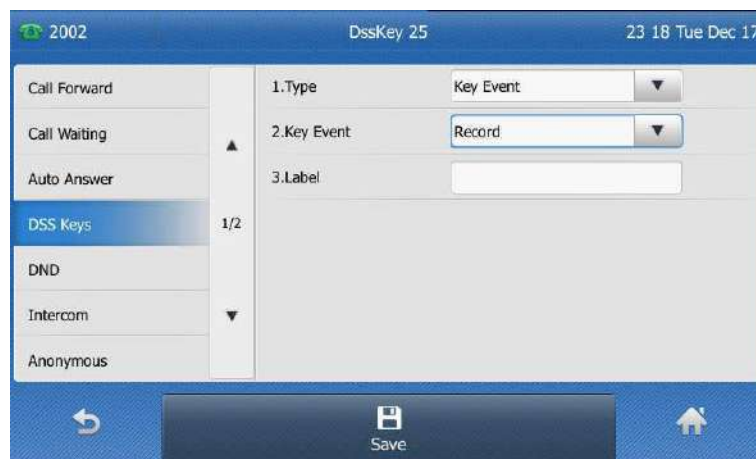 2002 DssKey 25 23 18 Tue Dec 17
Call Forward
Call Waiting
Auto Answer
DSS Keys
DND
Intercom
Anonymous
1/2
1.Type Key Event
2.Key Event Record
3.Label
Save